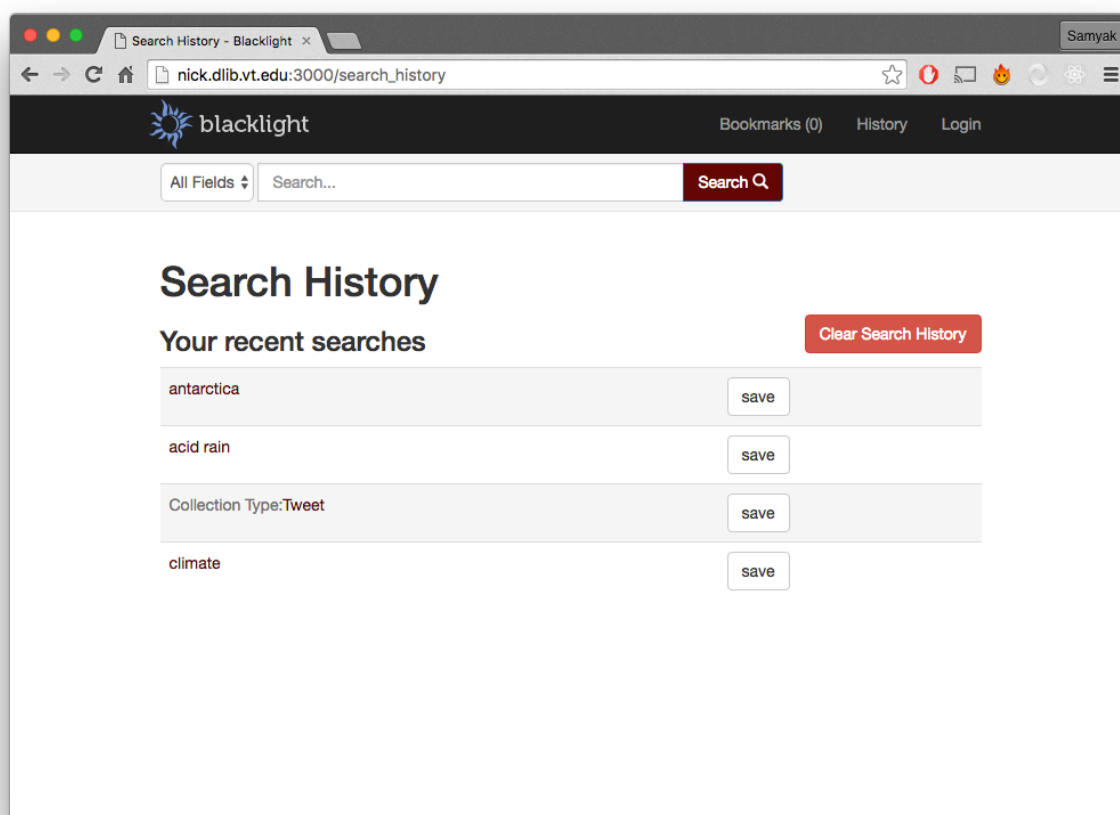 Search History - Blacklight
Samyak
nick.dlib.vt.edu:3000/search_history
blacklight
Bookmarks (0) History Login
All Fields Search... Search
Search History
Your recent searches
Clear Search History
antarctica save
acid rain save
Collection Type:Tweet save
climate save